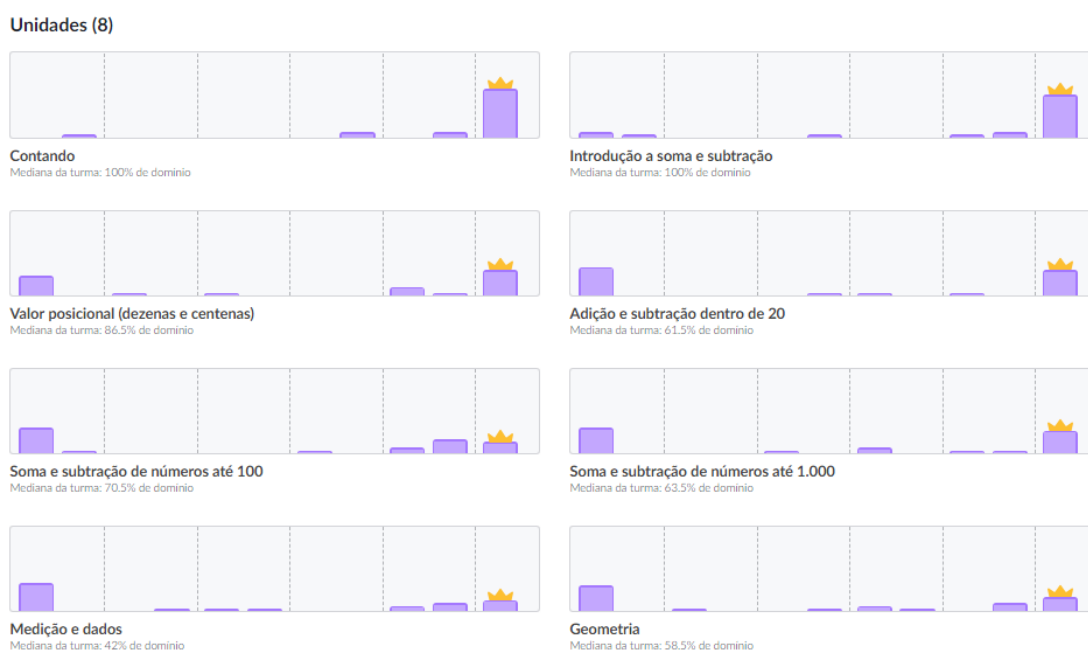 Unidades (8)
Contando
Mediana da turma: 100% de domínio
Introdução a soma e subtração
Mediana da turma: 100% de domínio
Valor posicional (dezenas e centenas)
Mediana da turma: 86.5% de domínio
Adição e subtração dentro de 20
Mediana da turma: 61.5% de domínio
Soma e subtração de números até 100
Mediana da turma: 70.5% de domínio
Soma e subtração de números até 1.000
Mediana da turma: 63.5% de domínio
Medição e dados
Mediana da turma: 42% de domínio
Geometria
Mediana da turma: 58.5% de domínio